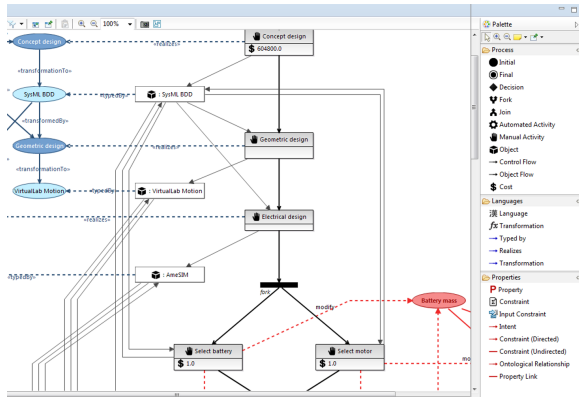 100%
Concept design
«realizes»
Concept design
$ 604800.0
«transformationTo»
SysML BDD
«typedBy»
: SysML BDD
«transformedBy»
Geometric design
«realizes»
Geometric design
«transformationTo»
VirtualLab Motion
«typedBy»
: VirtualLab Motion
«realizes»
Electrical design
«typedBy»
: AmeSIM
fork
modify
Battery mass
Select battery
$ 1.0
Select motor
$ 1.0
mo
Palette
Process
Initial
Final
Decision
Fork
Join
Automated Activity
Manual Activity
Object
Control Flow
Object Flow
$ Cost
Languages
漢 Language
fx Transformation
Typed by
Realizes
Transformation
Properties
P Property
Constraint
Input Constraint
Intent
Constraint (Directed)
Constraint (Undirected)
Ontological Relationship
Property Link